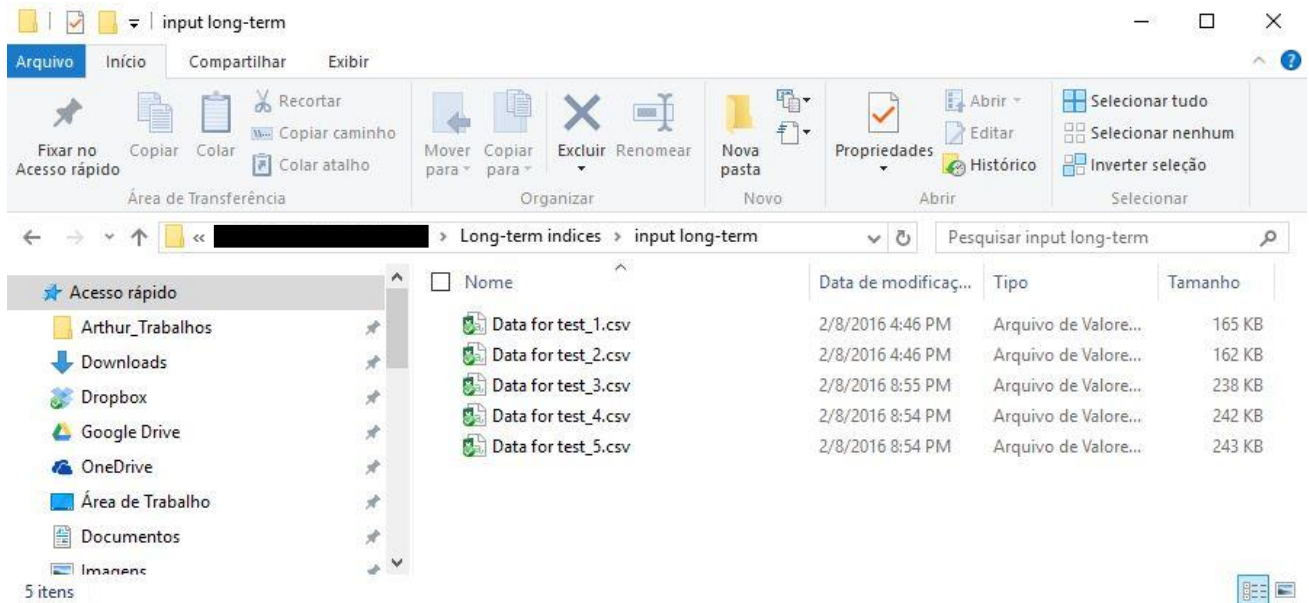 input long-term
Arquivo Início Compartilhar Exibir
Fixar no Acesso rápido
Copiar
Colar
Recortar
Copiar caminho
Colar atalho
Área de Transferência
Mover para
Copiar para
Excluir
Renomear
Organizar
Nova pasta
Novo
Propriedades
Abrir
Editar
Histórico
Abrir
Selecionar tudo
Selecionar nenhum
Inverter seleção
Selecionar
« > Long-term indices > input long-term
Pesquisar input long-term
Acesso rápido
Arthur_Trabalhos
Downloads
Dropbox
Google Drive
OneDrive
Área de Trabalho
Documentos
Imagens
Nome Data de modificaç... Tipo Tamanho
Data for test_1.csv 2/8/2016 4:46 PM Arquivo de Valore... 165 KB
Data for test_2.csv 2/8/2016 4:46 PM Arquivo de Valore... 162 KB
Data for test_3.csv 2/8/2016 8:55 PM Arquivo de Valore... 238 KB
Data for test_4.csv 2/8/2016 8:54 PM Arquivo de Valore... 242 KB
Data for test_5.csv 2/8/2016 8:54 PM Arquivo de Valore... 243 KB
5 itens